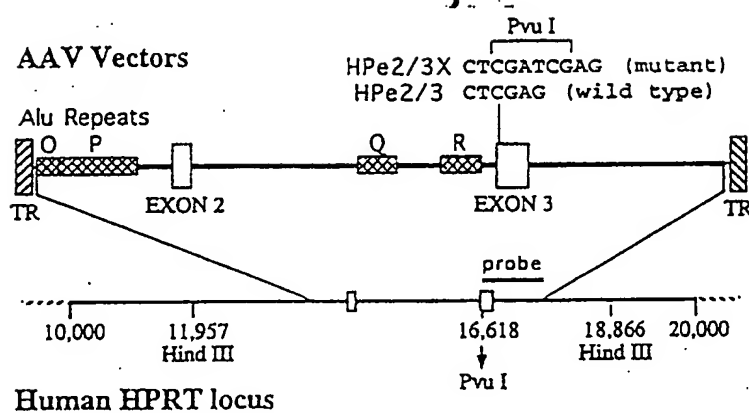 Pvu I
AAV Vectors
HPe2/3X CTCGATCGAG (mutant)
HPe2/3 CTCGAG (wild type)
Alu Repeats
O P Q R
TR EXON 2 EXON 3 TR
probe
10,000 11,957 16,618 18,866 20,000
Hind III Hind III
Pvu I
Human HPRT locus